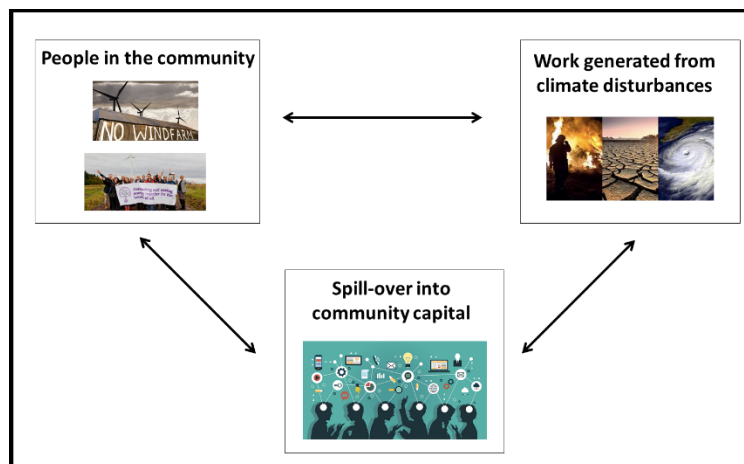 People in the community
NO WINDFARM
Work generated from
climate disturbances
Spill-over into
community capital